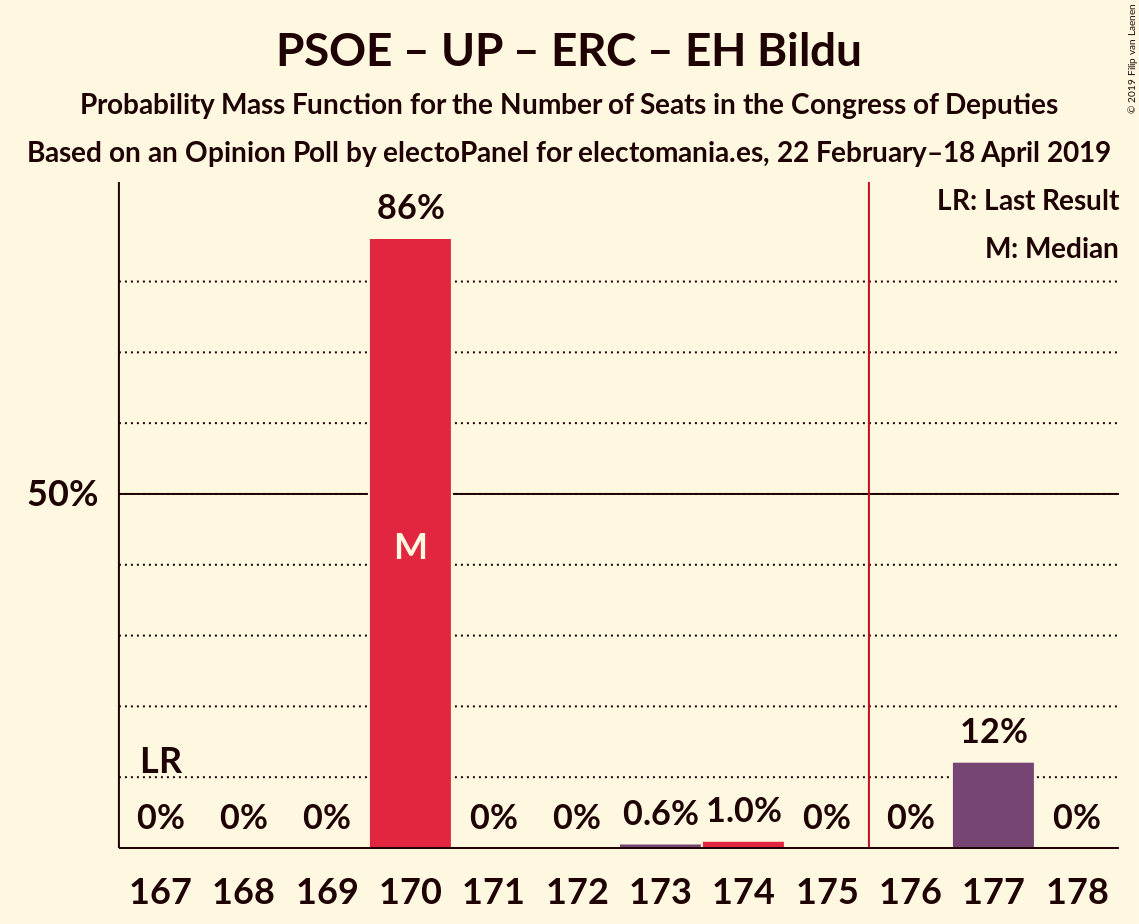 PSOE – UP – ERC – EH Bildu
Probability Mass Function for the Number of Seats in the Congress of Deputies
Based on an Opinion Poll by electoPanel for electomania.es, 22 February–18 April 2019
© 2019 Filip van Laenen
LR: Last Result
M: Median
86%
50%
M
LR
12%
0% 0% 0% 0% 0% 0.6% 1.0% 0% 0% 0%
167 168 169 170 171 172 173 174 175 176 177 178